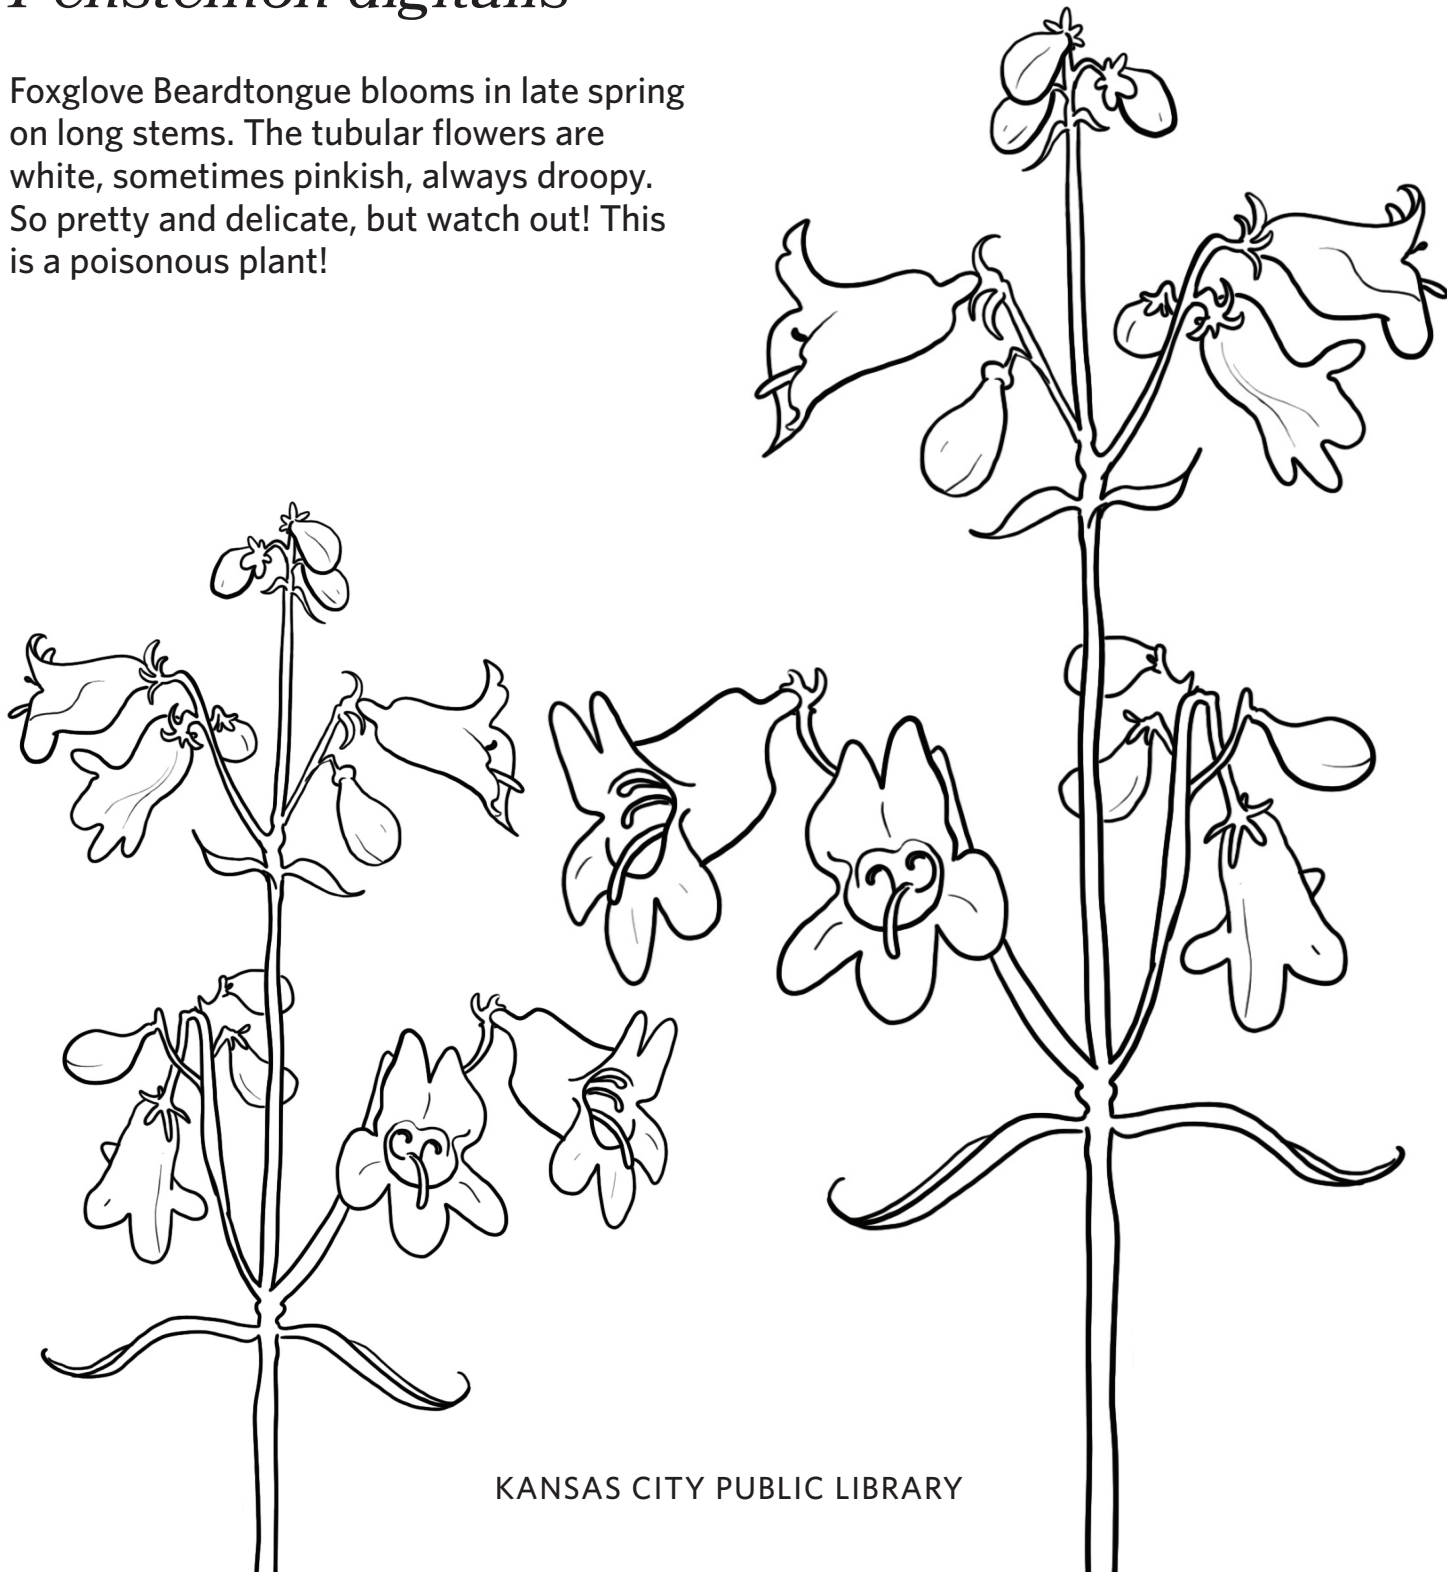 Penstemon digitalis
Foxglove Beardtongue blooms in late spring
on long stems. The tubular flowers are
white, sometimes pinkish, always droopy.
So pretty and delicate, but watch out! This
is a poisonous plant!
KANSAS CITY PUBLIC LIBRARY